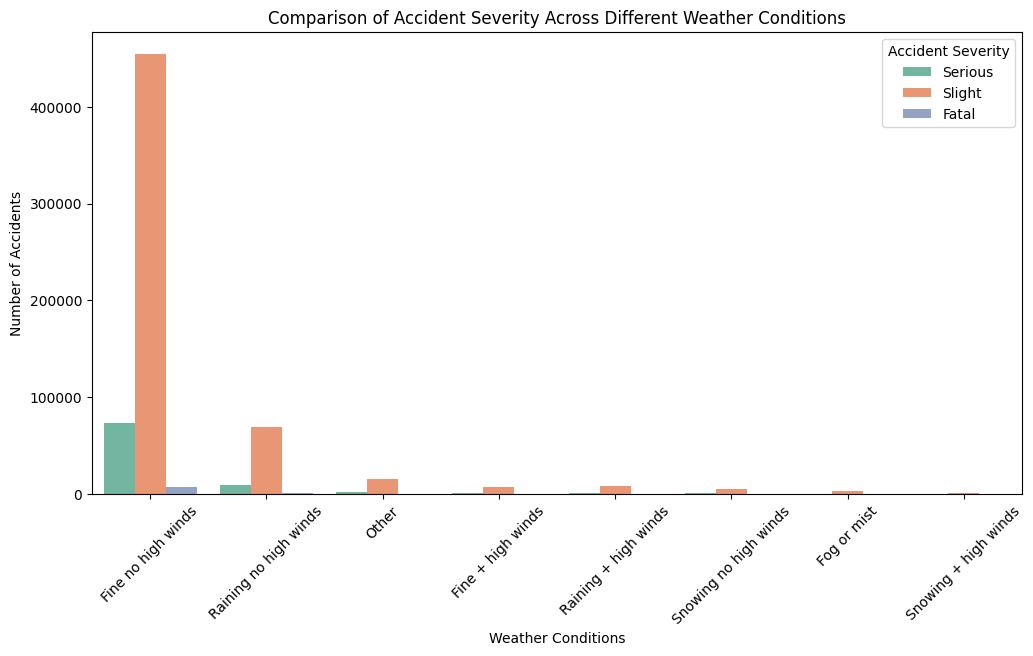 Comparison of Accident Severity Across Different Weather Conditions
Accident Severity
Serious
Slight
Fatal
Number of Accidents
400000
300000
200000
100000
0
Fine no high winds
Raining no high winds
Other
Fine + high winds
Raining + high winds
Snowing no high winds
Fog or mist
Snowing + high winds
Weather Conditions